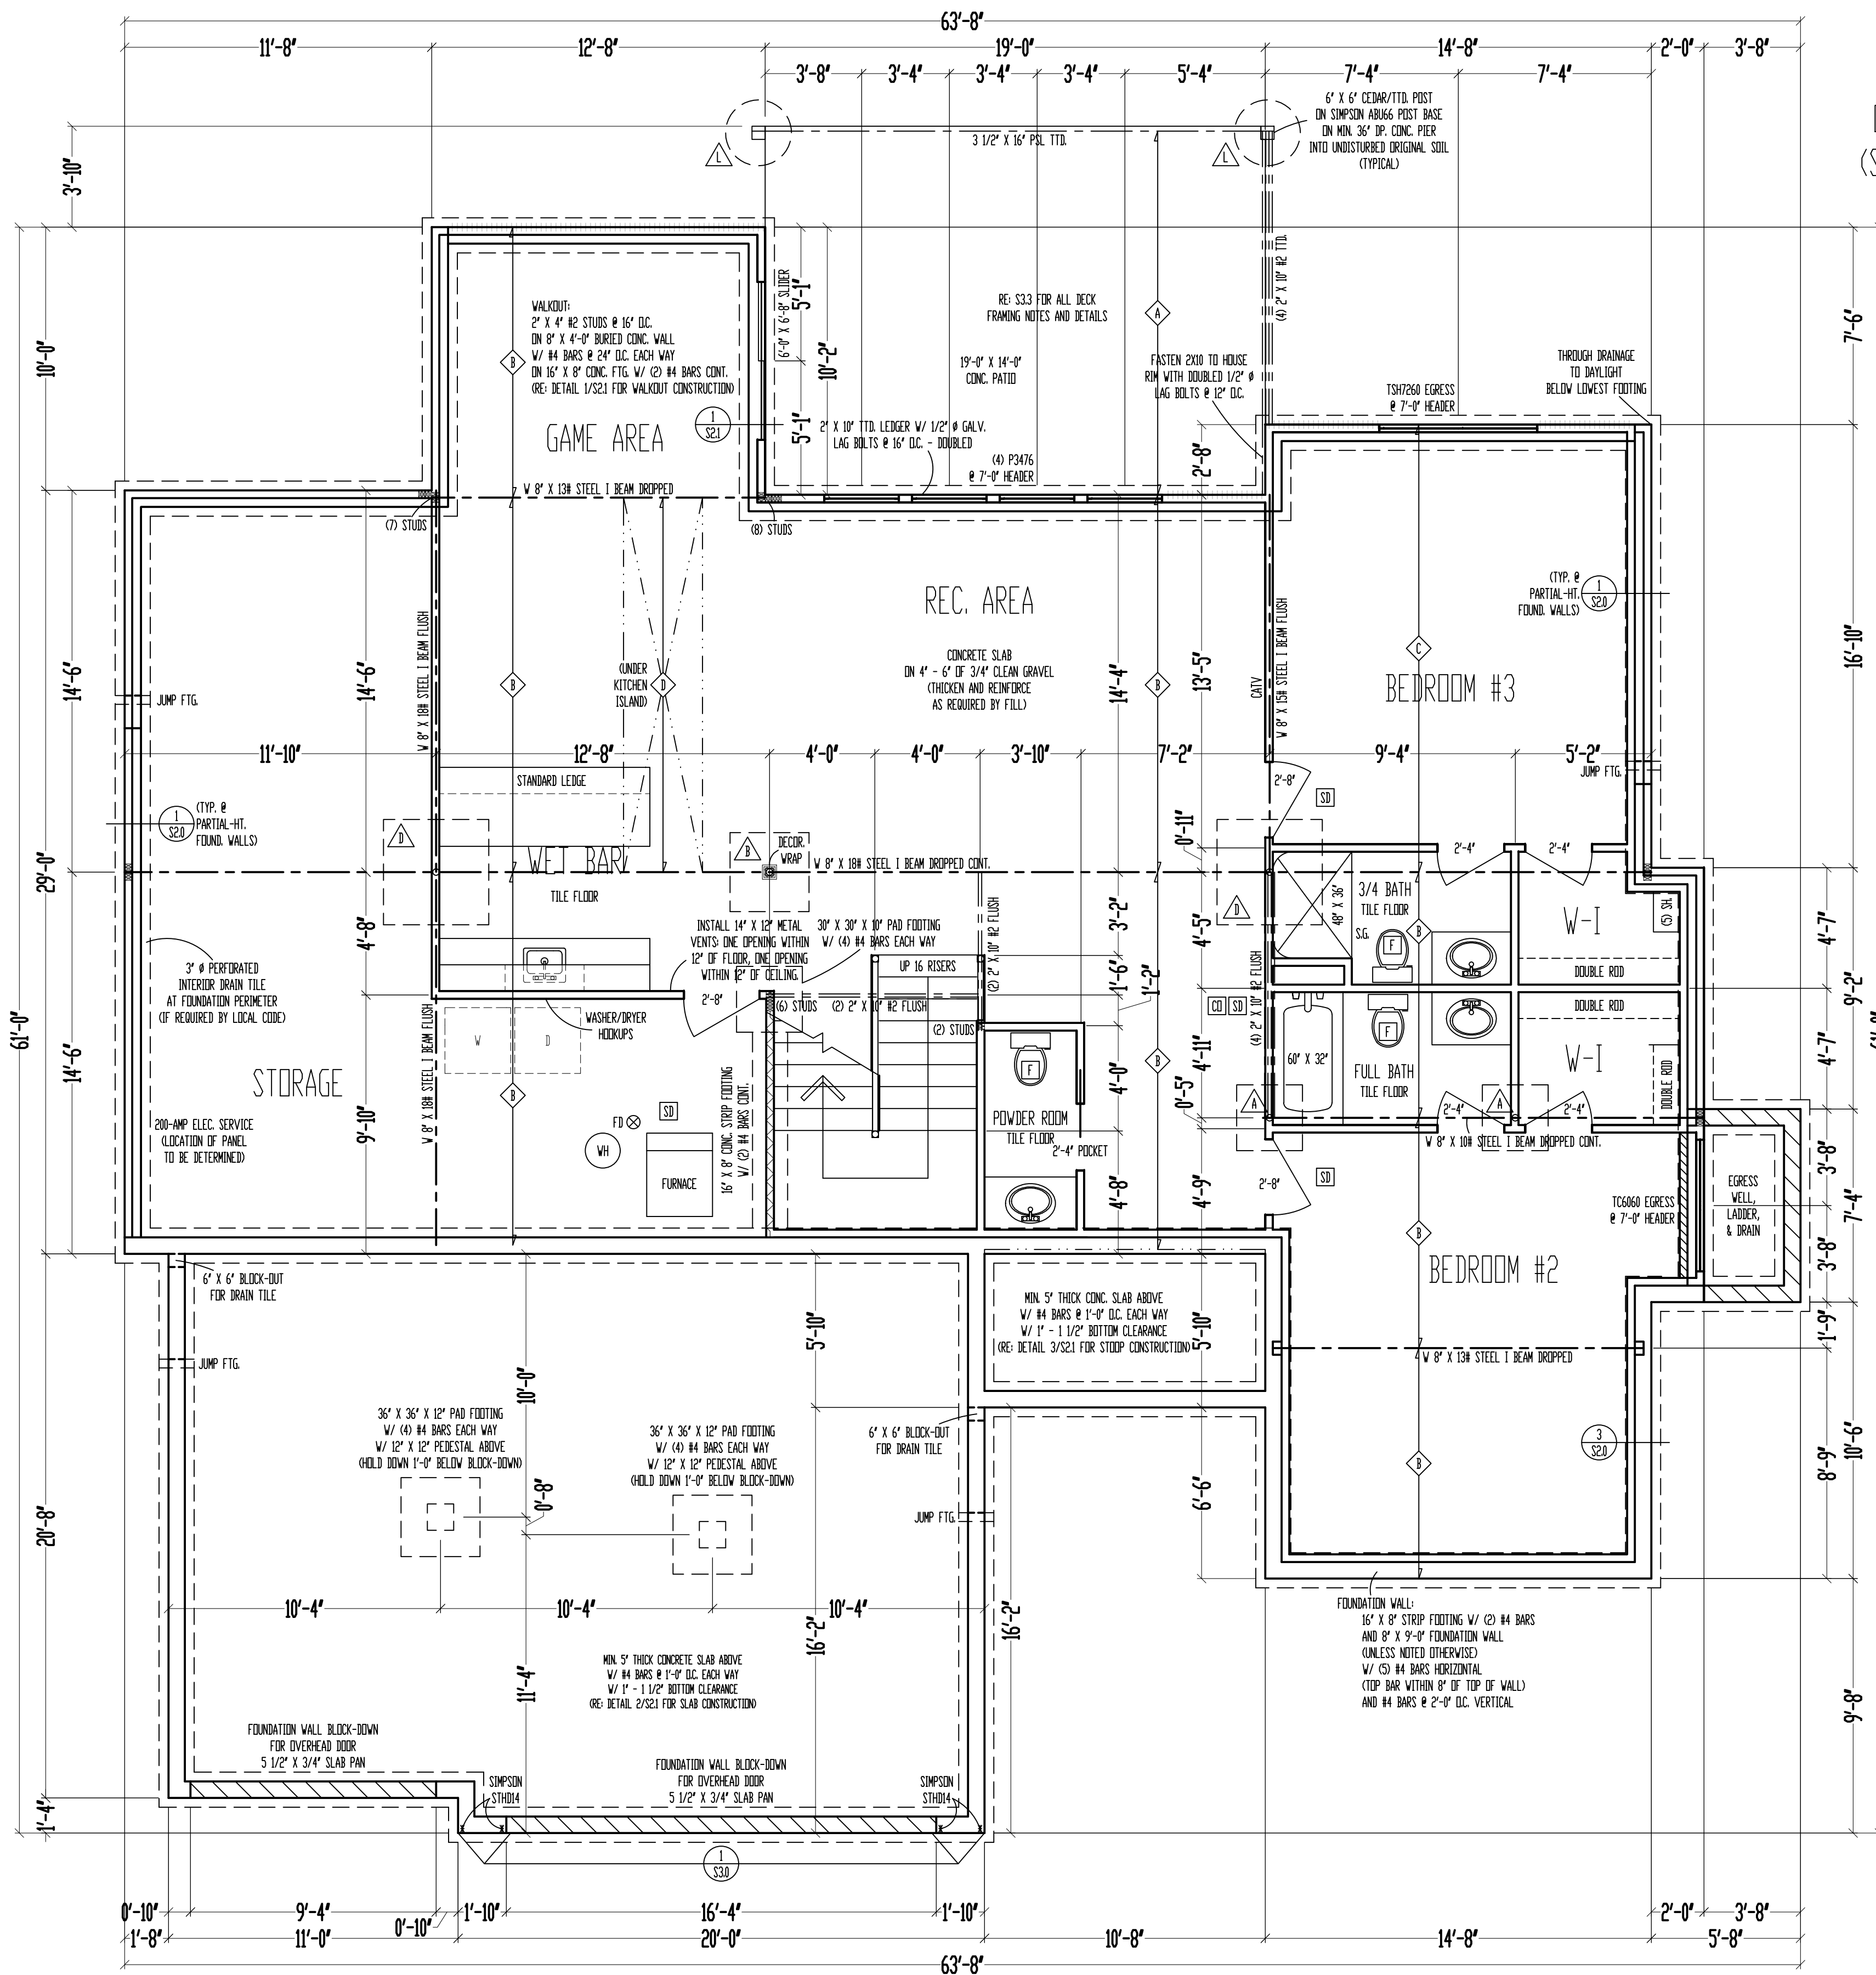 63'-8"
11'-8" 12'-8" 19'-0" 14'-8" 2'-0" 3'-8"
3'-8" 3'-4" 3'-4" 3'-4" 5'-4" 7'-4" 7'-4"
6" X 6" CEDAR/TTD. POST
ON SIMPSON ABU66 POST BASE
ON MIN. 36" DP. CONC. PIER
INTO UNDISTURBED ORIGINAL SOIL
(TYPICAL)
3 1/2" X 16" PSL TTD.
L
L
3'-10"
(4) 2" X 10" #2 TTD.
WALKOUT:
2" X 4" #2 STUDS @ 16" O.C.
ON 8" X 4'-0" BURIED CONC. WALL
W/ #4 BARS @ 24" O.C. EACH WAY
ON 16" X 8" CONC. FTG. W/ (2) #4 BARS CONT.
(RE: DETAIL 1/S2.1 FOR WALKOUT CONSTRUCTION)
B
1
S2.1
GAME AREA
6'-0" X 6'-8" SLIDER
5'-1"
10'-2"
5'-1"
RE: S3.3 FOR ALL DECK
FRAMING NOTES AND DETAILS
A
19'-0" X 14'-0"
CONC. PATIO
FASTEN 2X10 TO HOUSE
RIM WITH DOUBLED 1/2" Ø
LAG BOLTS @ 12" O.C.
2" X 10" TTD. LEDGER W/ 1/2" Ø GALV.
LAG BOLTS @ 16" O.C. - DOUBLED
(4) P3476
@ 7'-0" HEADER
TSH7260 EGRESS
@ 7'-0" HEADER
THROUGH DRAINAGE
TO DAYLIGHT
BELOW LOWEST FOOTING
10'-0"
7'-6"
2'-8"
W 8" X 13# STEEL I BEAM DROPPED
(7) STUDS
(8) STUDS
REC. AREA
CONCRETE SLAB
ON 4" - 6" OF 3/4" CLEAN GRAVEL
(THICKEN AND REINFORCE
AS REQUIRED BY FILL)
(TYP. @
PARTIAL-HT.
FOUND. WALLS)
1
S2.0
C
BEDROOM #3
W 8" X 15# STEEL I BEAM FLUSH
CATV
W 8" X 18# STEEL I BEAM FLUSH
(UNDER
KITCHEN
ISLAND)
D
B
B
14'-6"
14'-6"
14'-4"
13'-5"
16'-10"
JUMP FTG.
JUMP FTG.
11'-10" 12'-8" 4'-0" 4'-0" 3'-10" 7'-2" 9'-4" 5'-2"
STANDARD LEDGE
2'-8"
SD
1
S2.0
(TYP. @
PARTIAL-HT.
FOUND. WALLS)
D
B
DECOR.
WRAP
W 8" X 18# STEEL I BEAM DROPPED CONT.
WET BAR
TILE FLOOR
0'-11"
D
2'-4"
2'-4"
3/4 BATH
TILE FLOOR
48" X 36"
S.G.
F
B
W-I
(5) SH.
DOUBLE ROD
29'-0"
4'-8"
3'-2"
4'-5"
4'-7"
9'-2"
INSTALL 14" X 12" METAL
VENTS: ONE OPENING WITHIN
12" OF FLOOR, ONE OPENING
WITHIN 12" OF CEILING.
30" X 30" X 10" PAD FOOTING
W/ (4) #4 BARS EACH WAY
UP 16 RISERS
(2) 2" X 10" #2 FLUSH
3" Ø PERFORATED
INTERIOR DRAIN TILE
AT FOUNDATION PERIMETER
(IF REQUIRED BY LOCAL CODE)
1'-6"
1'-2"
2'-8"
(6) STUDS
(2) 2" X 10" #2 FLUSH
(2) STUDS
WASHER/DRYER
HOOKUPS
W
D
CO SD
(4) 2" X 10" #2 FLUSH
F
60" X 32"
FULL BATH
TILE FLOOR
DOUBLE ROD
W-I
DOUBLE ROD
61'-0"
14'-6"
4'-0"
4'-11"
0'-5"
4'-7"
STORAGE
W 8" X 18# STEEL I BEAM FLUSH
B
B
F
A
A
2'-4"
2'-4"
200-AMP ELEC. SERVICE
(LOCATION OF PANEL
TO BE DETERMINED)
9'-10"
FD
SD
WH
FURNACE
16" X 8" CONC. STRIP FOOTING
W/ (2) #4 BARS CONT.
POWDER ROOM
TILE FLOOR
2'-4" POCKET
W 8" X 10# STEEL I BEAM DROPPED CONT.
4'-8"
4'-9"
2'-8"
SD
TC6060 EGRESS
@ 7'-0" HEADER
EGRESS
WELL,
LADDER,
& DRAIN
3'-8"
7'-4"
3'-8"
B
BEDROOM #2
6" X 6" BLOCK-OUT
FOR DRAIN TILE
MIN. 5" THICK CONC. SLAB ABOVE
W/ #4 BARS @ 1'-0" O.C. EACH WAY
W/ 1" - 1 1/2" BOTTOM CLEARANCE
(RE: DETAIL 3/S2.1 FOR STOOP CONSTRUCTION)
5'-10"
5'-10"
1'-9"
W 8" X 13# STEEL I BEAM DROPPED
JUMP FTG.
10'-0"
36" X 36" X 12" PAD FOOTING
W/ (4) #4 BARS EACH WAY
W/ 12" X 12" PEDESTAL ABOVE
(HOLD DOWN 1'-0" BELOW BLOCK-DOWN)
36" X 36" X 12" PAD FOOTING
W/ (4) #4 BARS EACH WAY
W/ 12" X 12" PEDESTAL ABOVE
(HOLD DOWN 1'-0" BELOW BLOCK-DOWN)
6" X 6" BLOCK-OUT
FOR DRAIN TILE
3
S2.0
B
8'-9"
10'-6"
0'-8"
6'-6"
JUMP FTG.
20'-8"
10'-4" 10'-4" 10'-4"
16'-2"
16'-2"
FOUNDATION WALL:
16" X 8" STRIP FOOTING W/ (2) #4 BARS
AND 8" X 9'-0" FOUNDATION WALL
(UNLESS NOTED OTHERWISE)
W/ (5) #4 BARS HORIZONTAL
(TOP BAR WITHIN 8" OF TOP OF WALL)
AND #4 BARS @ 2'-0" O.C. VERTICAL
11'-4"
MIN. 5" THICK CONCRETE SLAB ABOVE
W/ #4 BARS @ 1'-0" O.C. EACH WAY
W/ 1" - 1 1/2" BOTTOM CLEARANCE
(RE: DETAIL 2/S2.1 FOR SLAB CONSTRUCTION)
9'-8"
FOUNDATION WALL BLOCK-DOWN
FOR OVERHEAD DOOR
5 1/2" X 3/4" SLAB PAN
FOUNDATION WALL BLOCK-DOWN
FOR OVERHEAD DOOR
5 1/2" X 3/4" SLAB PAN
SIMPSON
STHD14
SIMPSON
STHD14
1'-4"
1
S3.0
0'-10" 9'-4" 0'-10" 1'-10" 16'-4" 1'-10" 2'-0" 3'-8"
1'-8" 11'-0" 20'-0" 10'-8" 14'-8" 5'-8"
63'-8"